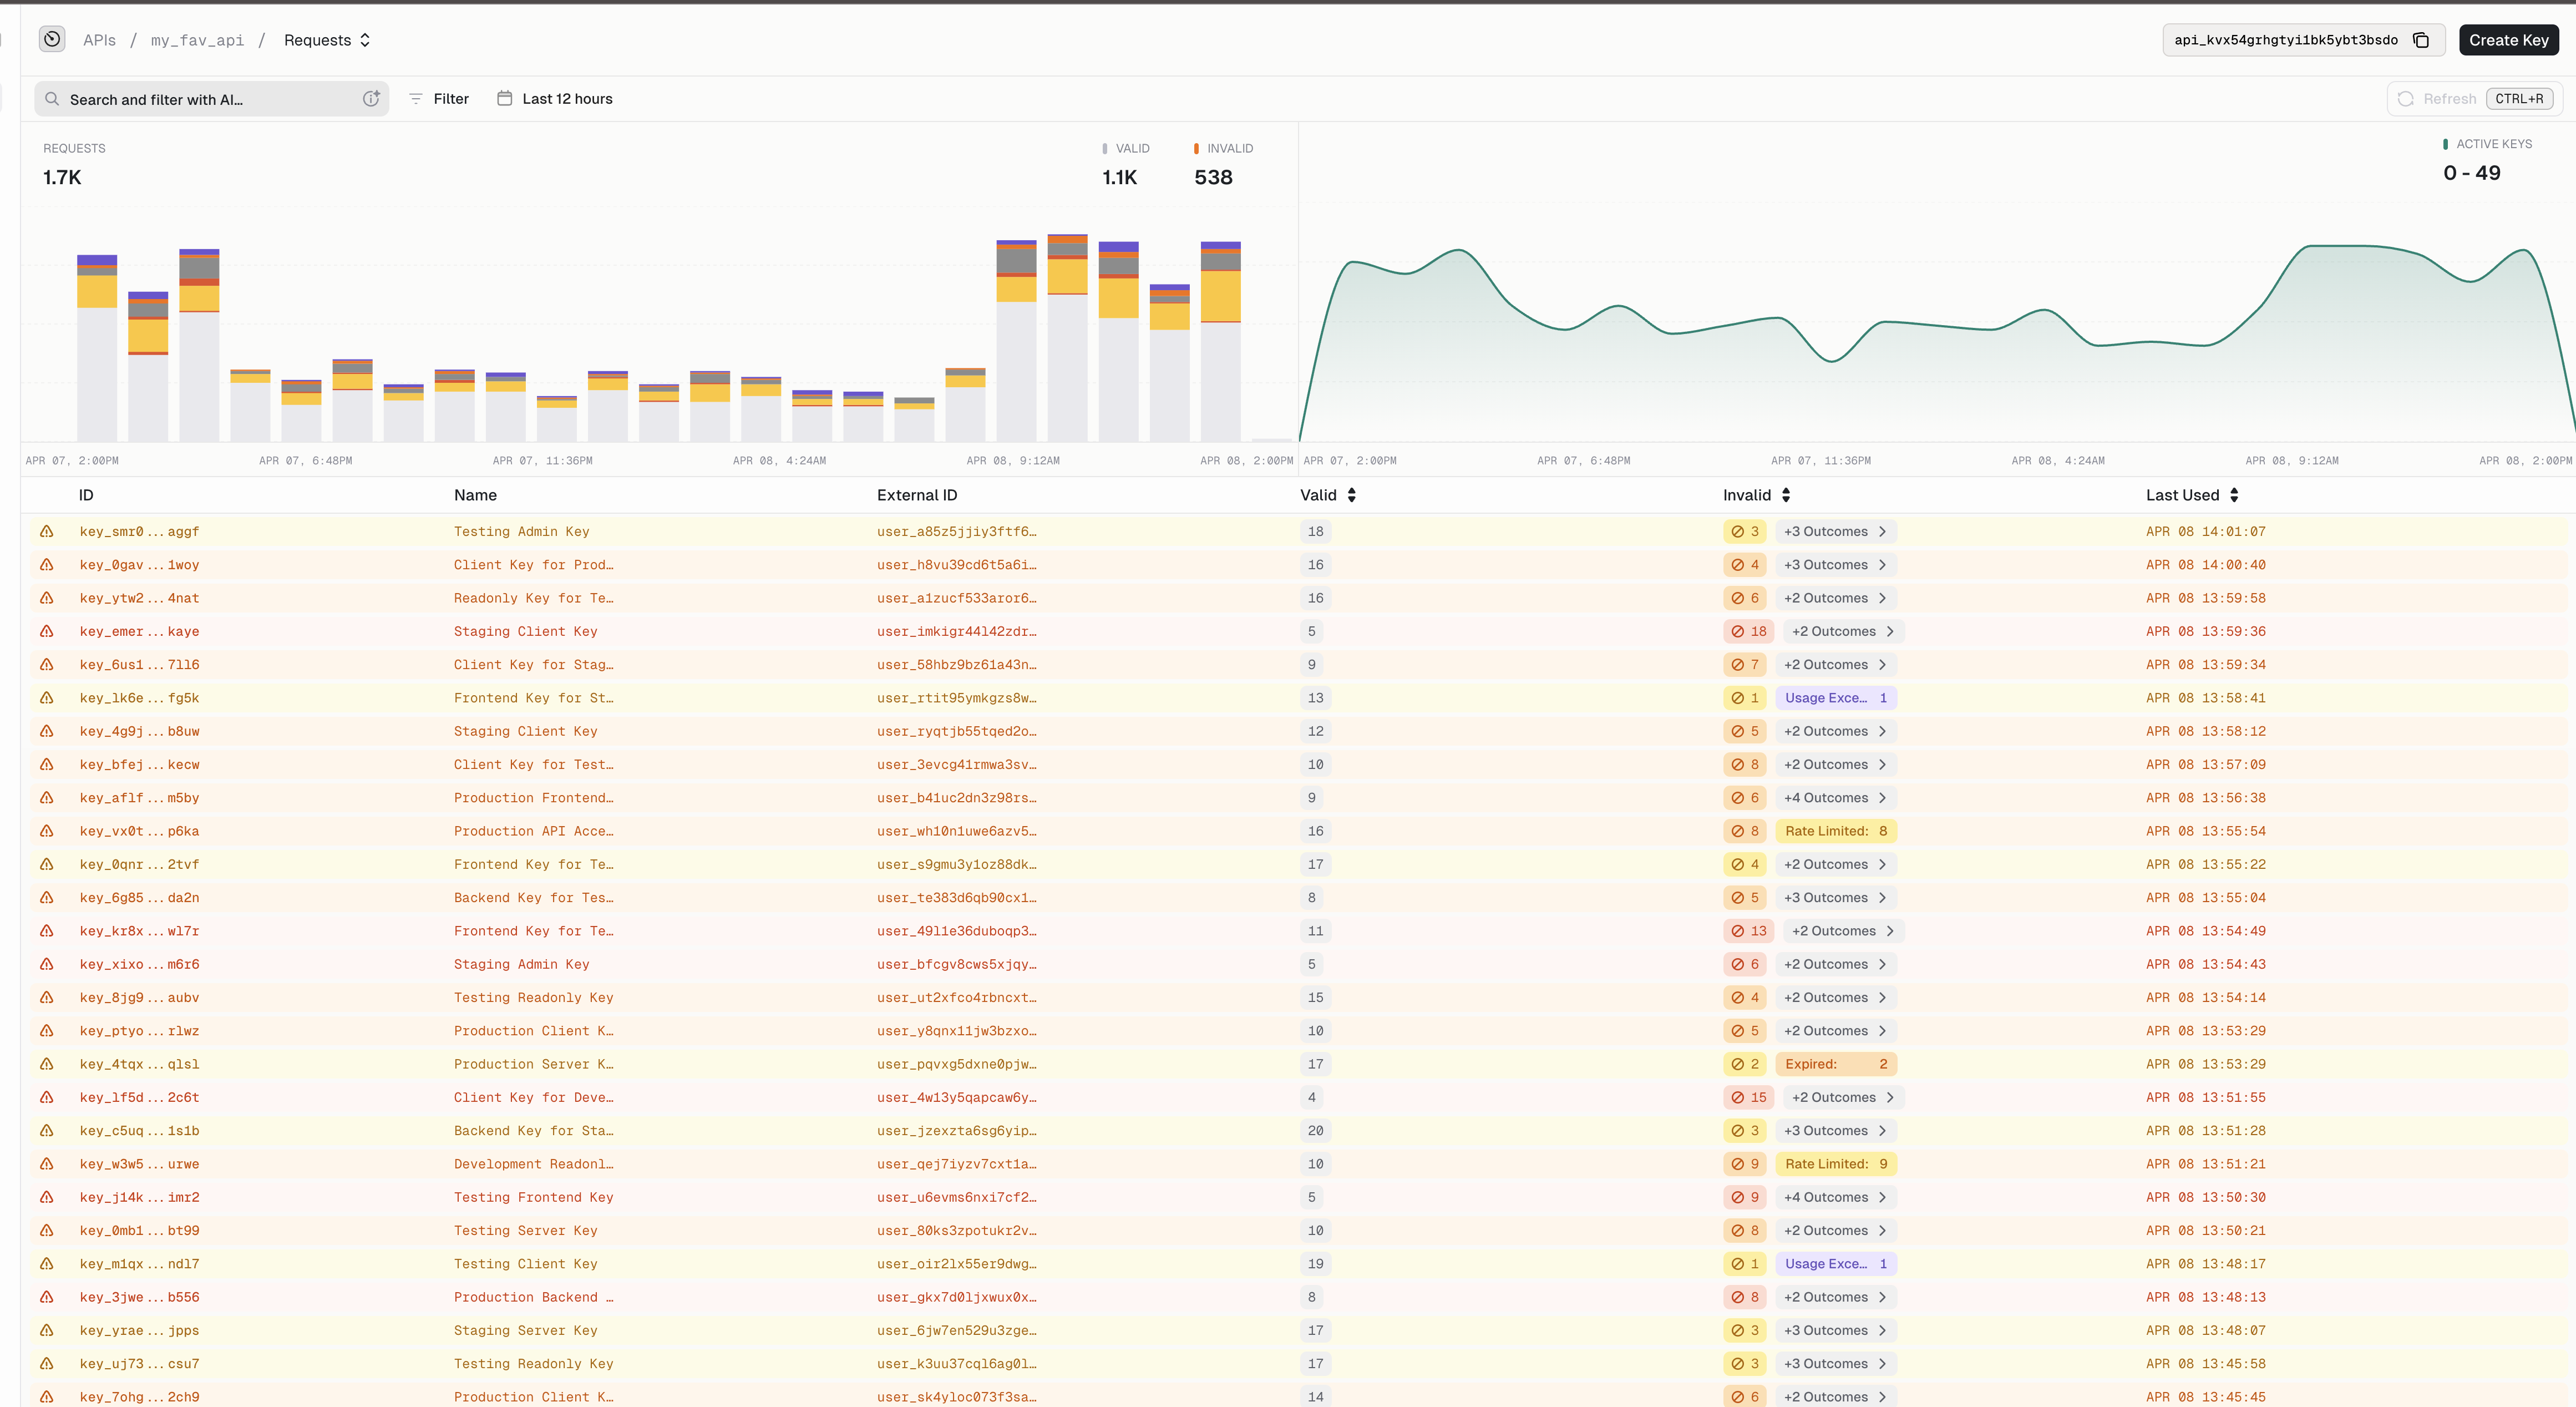 APIs / my_fav_api / Requests
api_kvx54grhgtyi1bk5ybt3bsdo
Create Key
Search and filter with AI...
Filter
Last 12 hours
Refresh CTRL+R
REQUESTS
1.7K
VALID
1.1K
INVALID
538
ACTIVE KEYS
0 - 49
APR 07, 2:00PM APR 07, 6:48PM APR 07, 11:36PM APR 08, 4:24AM APR 08, 9:12AM APR 08, 2:00PM
APR 07, 2:00PM APR 07, 6:48PM APR 07, 11:36PM APR 08, 4:24AM APR 08, 9:12AM APR 08, 2:00PM
ID Name External ID Valid Invalid Last Used
key_smr0...aggf Testing Admin Key user_a85z5jjiy3ftf6… 18 3 +3 Outcomes APR 08 14:01:07
key_0gav...1woy Client Key for Prod… user_h8vu39cd6t5a6i… 16 4 +3 Outcomes APR 08 14:00:40
key_ytw2...4nat Readonly Key for Te… user_a1zucf533aror6… 16 6 +2 Outcomes APR 08 13:59:58
key_emer...kaye Staging Client Key user_imkigr44l42zdr… 5 18 +2 Outcomes APR 08 13:59:36
key_6us1...7ll6 Client Key for Stag… user_58hbz9bz61a43n… 9 7 +2 Outcomes APR 08 13:59:34
key_lk6e...fg5k Frontend Key for St… user_rtit95ymkgzs8w… 13 1 Usage Exce… 1 APR 08 13:58:41
key_4g9j...b8uw Staging Client Key user_ryqtjb55tqed2o… 12 5 +2 Outcomes APR 08 13:58:12
key_bfej...kecw Client Key for Test… user_3evcg41rmwa3sv… 10 8 +2 Outcomes APR 08 13:57:09
key_aflf...m5by Production Frontend… user_b41uc2dn3z98rs… 9 6 +4 Outcomes APR 08 13:56:38
key_vx0t...p6ka Production API Acce… user_wh10n1uwe6azv5… 16 8 Rate Limited: 8 APR 08 13:55:54
key_0qnr...2tvf Frontend Key for Te… user_s9gmu3y1oz88dk… 17 4 +2 Outcomes APR 08 13:55:22
key_6g85...da2n Backend Key for Tes… user_te383d6qb90cx1… 8 5 +3 Outcomes APR 08 13:55:04
key_kr8x...wl7r Frontend Key for Te… user_49l1e36duboqp3… 11 13 +2 Outcomes APR 08 13:54:49
key_xixo...m6r6 Staging Admin Key user_bfcgv8cws5xjqy… 5 6 +2 Outcomes APR 08 13:54:43
key_8jg9...aubv Testing Readonly Key user_ut2xfco4rbncxt… 15 4 +2 Outcomes APR 08 13:54:14
key_ptyo...rlwz Production Client K… user_y8qnx11jw3bzxo… 10 5 +2 Outcomes APR 08 13:53:29
key_4tqx...qlsl Production Server K… user_pqvxg5dxne0pjw… 17 2 Expired: 2 APR 08 13:53:29
key_lf5d...2c6t Client Key for Deve… user_4w13y5qapcaw6y… 4 15 +2 Outcomes APR 08 13:51:55
key_c5uq...1s1b Backend Key for Sta… user_jzexzta6sg6yip… 20 3 +3 Outcomes APR 08 13:51:28
key_w3w5...urwe Development Readonl… user_qej7iyzv7cxt1a… 10 9 Rate Limited: 9 APR 08 13:51:21
key_j14k...imr2 Testing Frontend Key user_u6evms6nxi7cf2… 5 9 +4 Outcomes APR 08 13:50:30
key_0mb1...bt99 Testing Server Key user_80ks3zpotukr2v… 10 8 +2 Outcomes APR 08 13:50:21
key_m1qx...ndl7 Testing Client Key user_oir2lx55er9dwg… 19 1 Usage Exce… 1 APR 08 13:48:17
key_3jwe...b556 Production Backend … user_gkx7d0ljxwux0x… 8 8 +2 Outcomes APR 08 13:48:13
key_yrae...jpps Staging Server Key user_6jw7en529u3zge… 17 3 +3 Outcomes APR 08 13:48:07
key_uj73...csu7 Testing Readonly Key user_k3uu37cql6ag0l… 17 3 +3 Outcomes APR 08 13:45:58
key_7ohg...2ch9 Production Client K… user_sk4yloc073f3sa… 14 6 +2 Outcomes APR 08 13:45:45